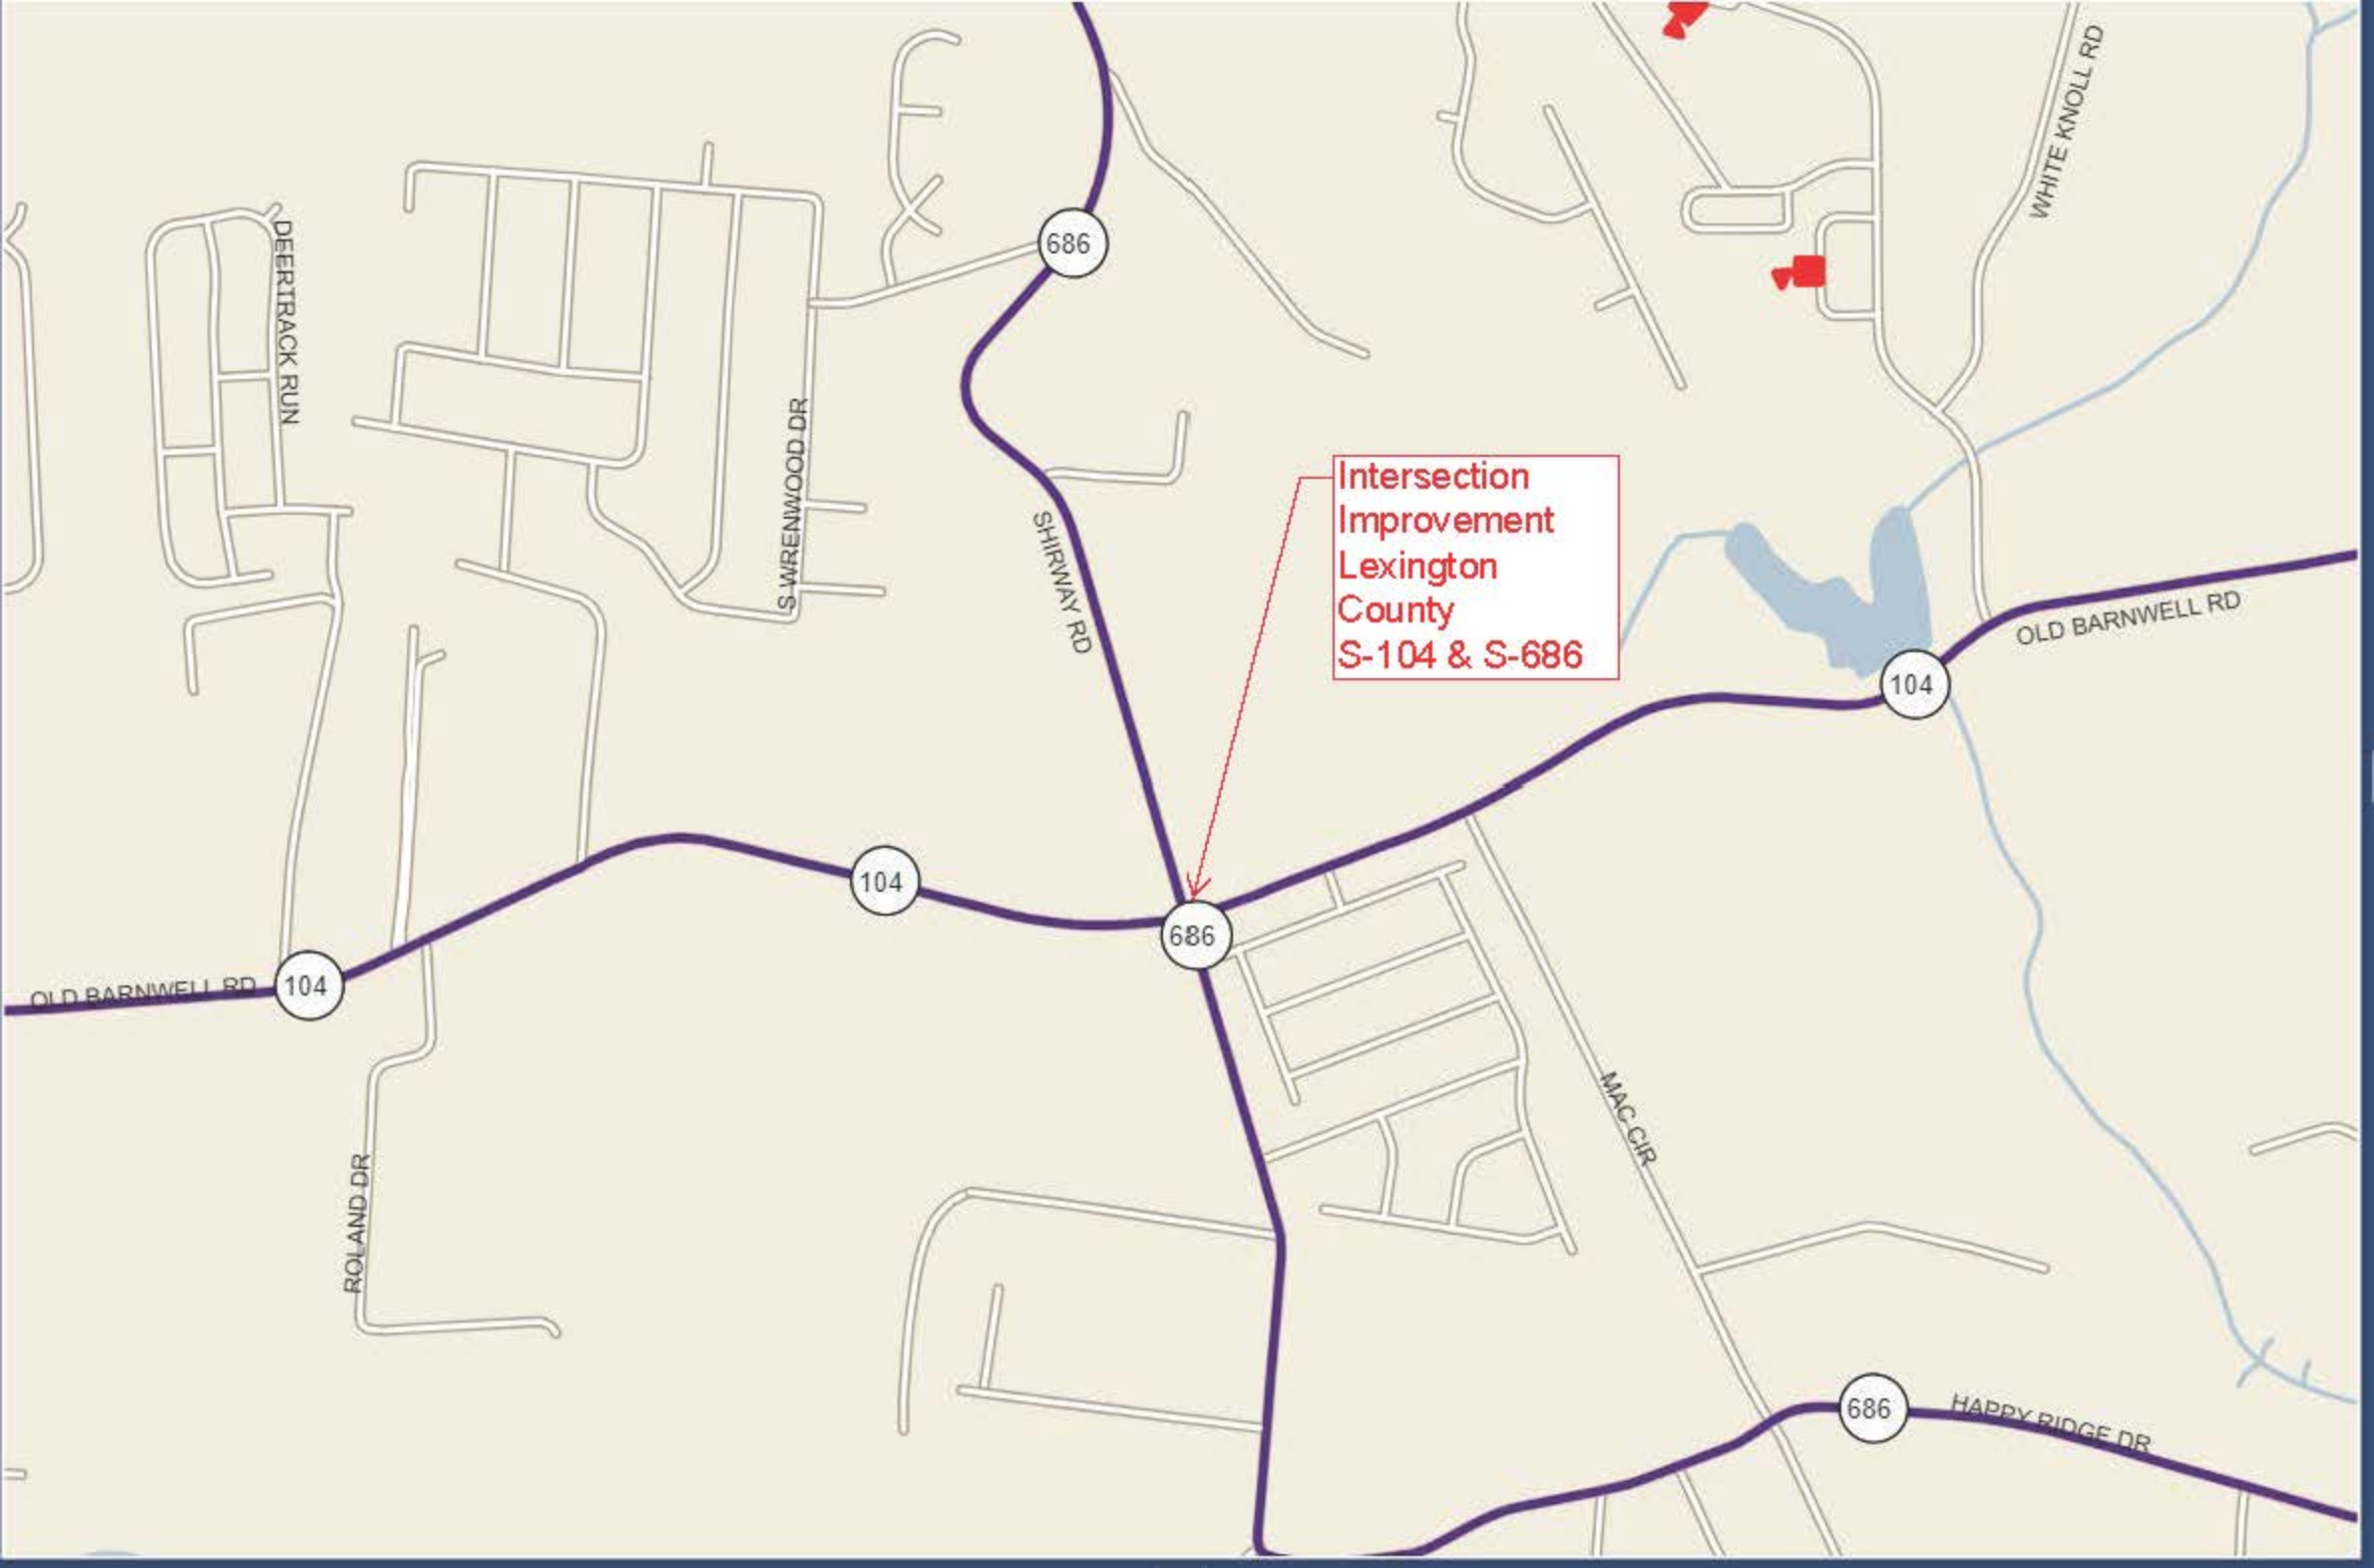 WHITE KNOLL RD
DEERTRACK RUN
686
S WRENWOOD DR
SHIRWAY RD
Intersection
Improvement
Lexington
County
S-104 & S-686
OLD BARNWELL RD
104
104
686
OLD BARNWELL RD
104
MAC CIR
ROLAND DR
686
HAPPY RIDGE DR